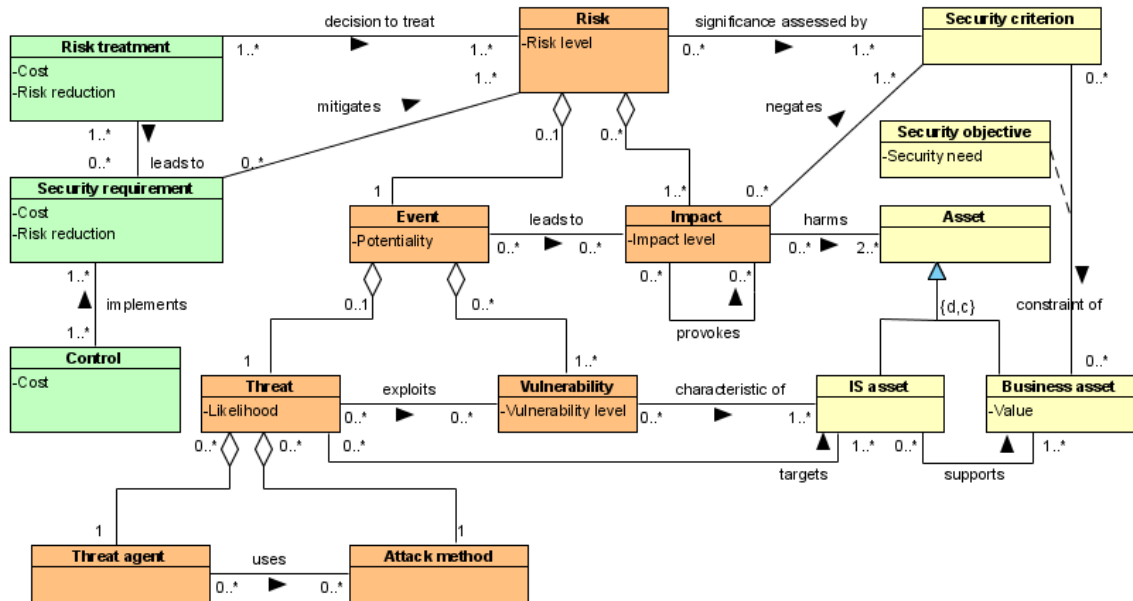 decision to treat
Risk
significance assessed by
Security criterion
Risk treatment
-Cost
-Risk reduction
1..*
1..*
-Risk level
0..*
1..*
1..*
mitigates
negates
1..*
0..*
1..*
0..*
leads to
0..*
0..1
0..*
Security objective
-Security need
Security requirement
-Cost
-Risk reduction
1
1..*
0..*
Event
-Potentiality
leads to
0..*
0..*
Impact
-Impact level
harms
0..*
2..*
Asset
1..*
implements
1..*
0..1
0..*
0..*
0..*
provokes
{d,c}
constraint of
Control
-Cost
1
1..*
0..*
Threat
-Likelihood
exploits
0..*
0..*
Vulnerability
-Vulnerability level
characteristic of
0..*
1..*
IS asset
Business asset
-Value
0..*
0..*
0..*
targets
1..*
0..*
supports
1..*
1
1
Threat agent
uses
0..*
0..*
Attack method